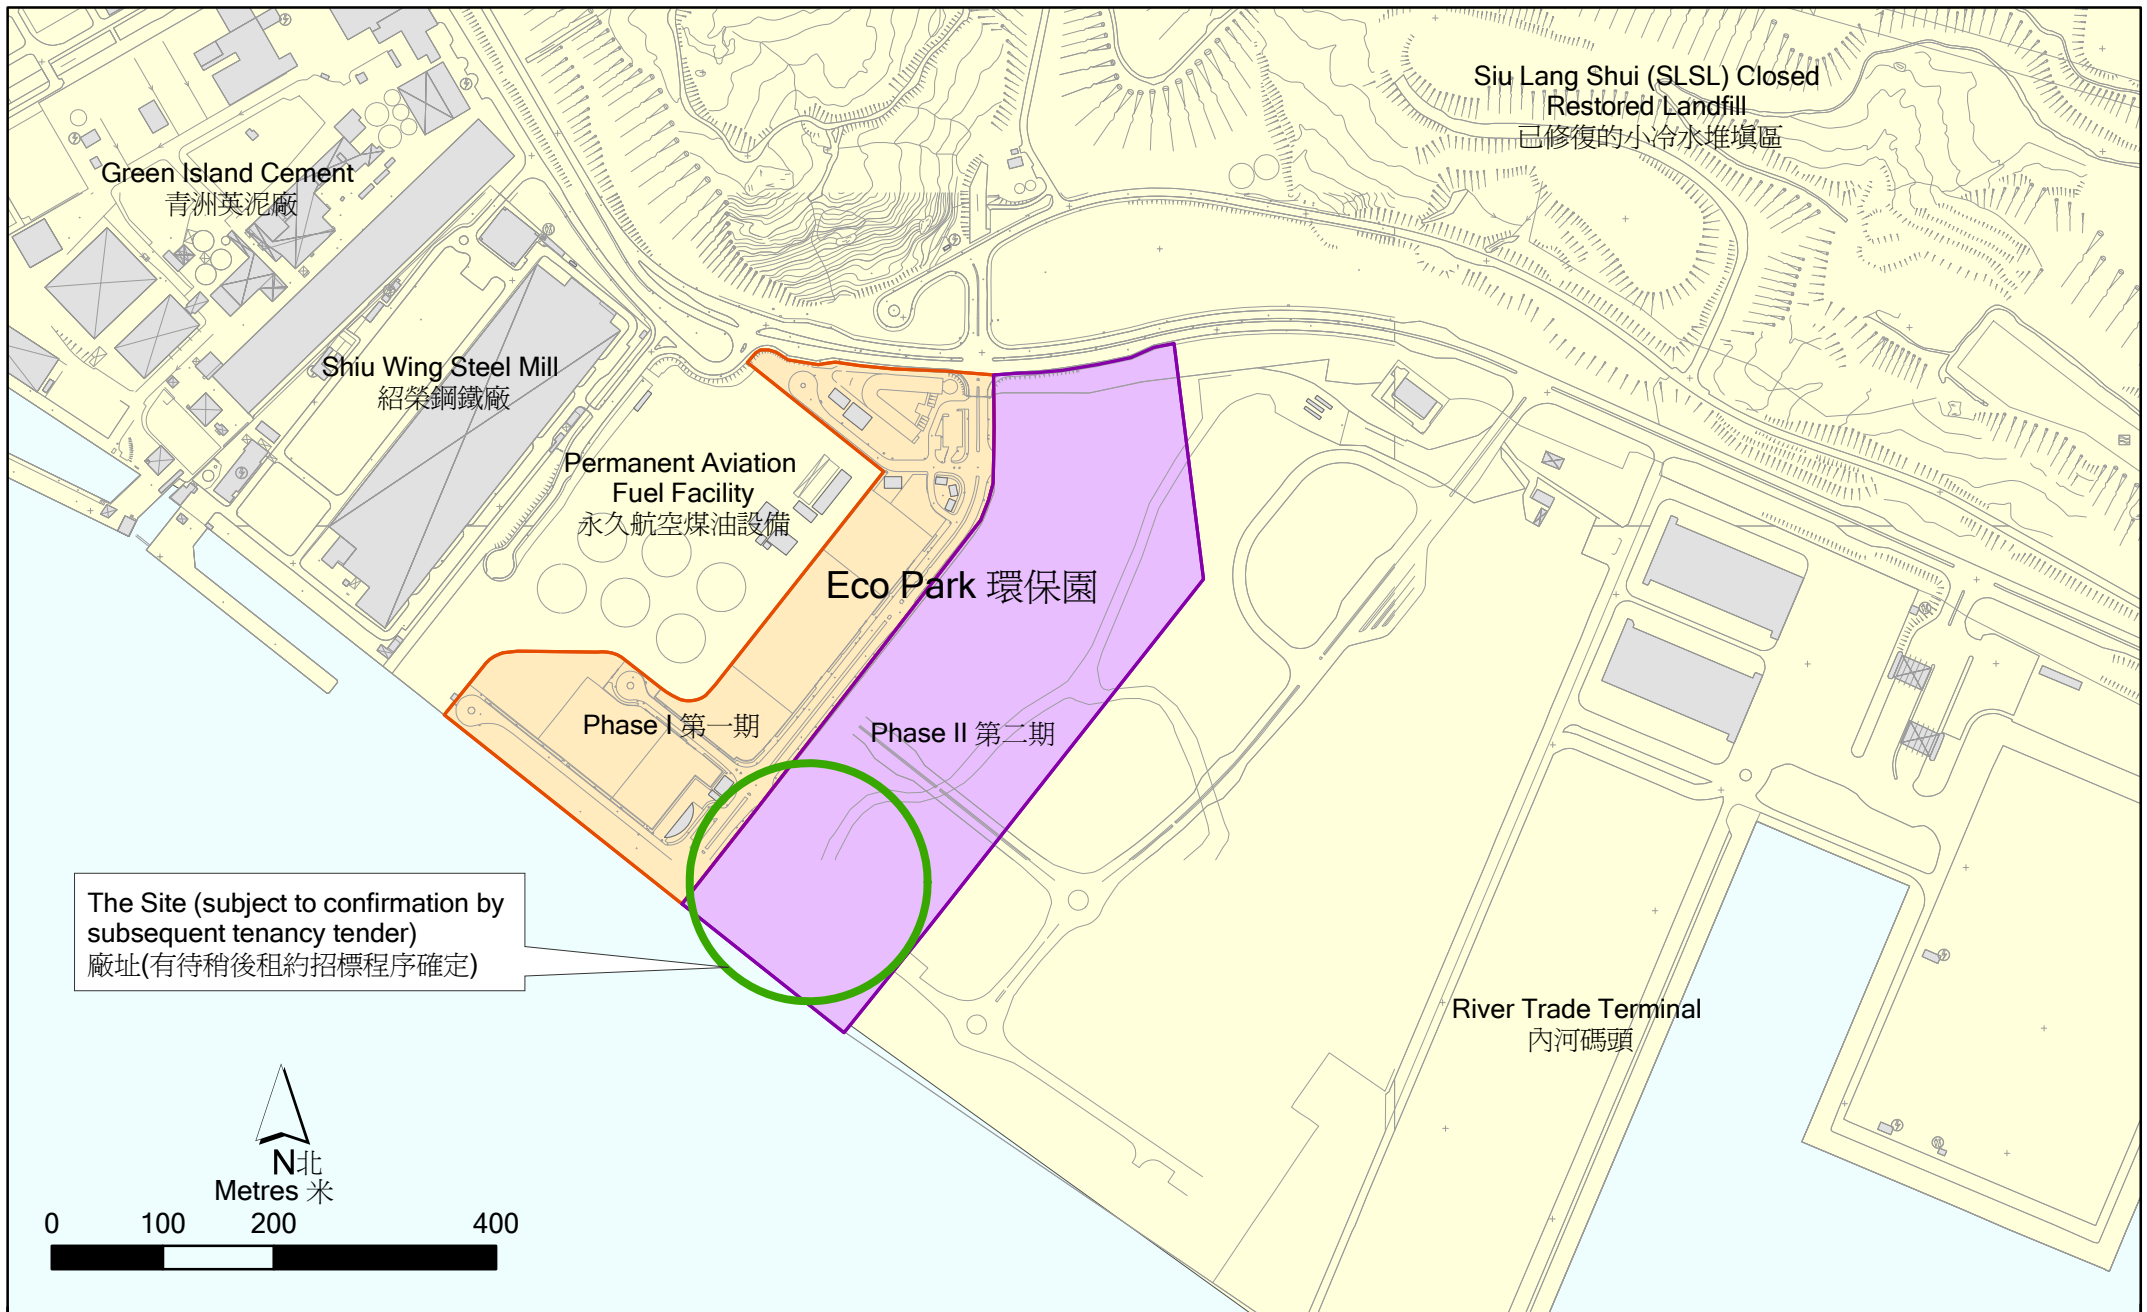 Siu Lang Shui (SLSL) Closed
Restored Landfill
已修復的小冷水堆塡區
Green Island Cement
青洲英泥廠
Shiu Wing Steel Mill
紹榮鋼鐵廠
Permanent Aviation
Fuel Facility
永久航空煤油設備
Eco Park 環保園
Phase I 第一期
Phase II 第二期
The Site (subject to confirmation by
subsequent tenancy tender)
廠址(有待稍後租約招標程序確定)
River Trade Terminal
內河碼頭
N北
Metres 米
0 100 200 400